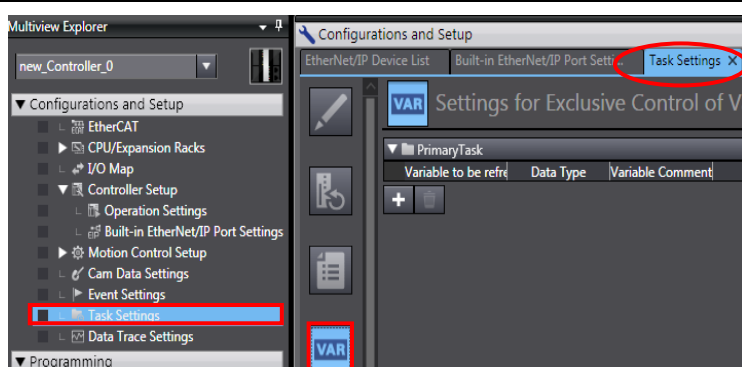 Multiview Explorer
new_Controller_0
▼ Configurations and Setup
EtherCAT
▶ CPU/Expansion Racks
I/O Map
▼ Controller Setup
Operation Settings
Built-in EtherNet/IP Port Settings
▶ Motion Control Setup
Cam Data Settings
▶ Event Settings
Task Settings
Data Trace Settings
▼ Programming
Configurations and Setup
EtherNet/IP Device List Built-in EtherNet/IP Port Setti... Task Settings X
VAR Settings for Exclusive Control of V
▼ PrimaryTask
Variable to be refre Data Type Variable Comment
+
VAR